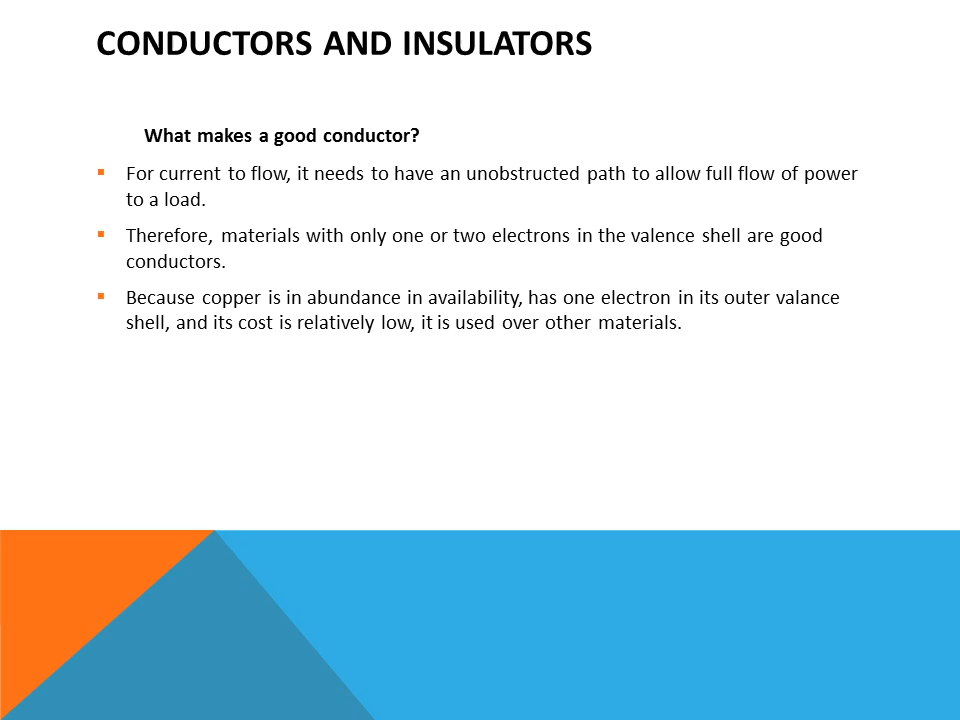 CONDUCTORS AND INSULATORS
What makes a good conductor?
▪ For current to flow, it needs to have an unobstructed path to allow full flow of power
to a load.
▪ Therefore, materials with only one or two electrons in the valence shell are good
conductors.
▪ Because copper is in abundance in availability, has one electron in its outer valance
shell, and its cost is relatively low, it is used over other materials.